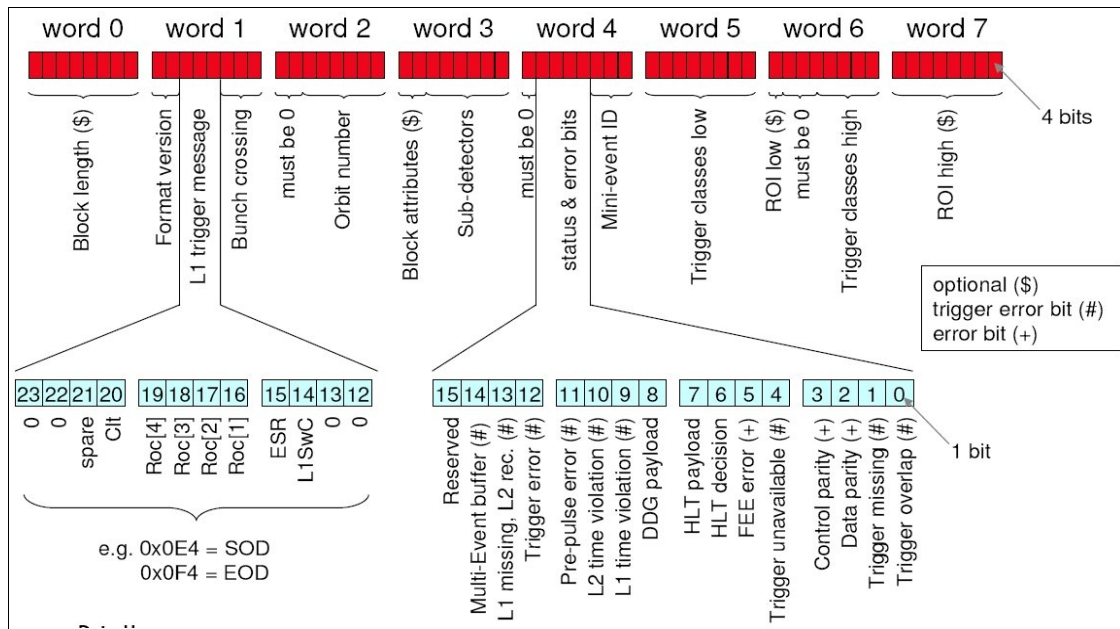 word 0 word 1 word 2 word 3 word 4 word 5 word 6 word 7
4 bits
Block length ($)
Format version
L1 trigger message
Bunch crossing
must be 0
Orbit number
Block attributes ($)
Sub-detectors
must be 0
status & error bits
Mini-event ID
Trigger classes low
ROI low ($)
must be 0
Trigger classes high
ROI high ($)
optional ($)
trigger error bit (#)
error bit (+)
23 22 21 20 19 18 17 16 15 14 13 12
0
0
spare
Clt
Roc[4]
Roc[3]
Roc[2]
Roc[1]
ESR
L1SwC
0
0
e.g. 0x0E4 = SOD
0x0F4 = EOD
15 14 13 12 11 10 9 8 7 6 5 4 3 2 1 0
1 bit
Reserved
Multi-Event buffer (#)
L1 missing, L2 rec. (#)
Trigger error (#)
Pre-pulse error (#)
L2 time violation (#)
L1 time violation (#)
DDG payload
HLT payload
HLT decision
FEE error (+)
Trigger unavailable (#)
Control parity (+)
Data parity (+)
Trigger missing (#)
Trigger overlap (#)